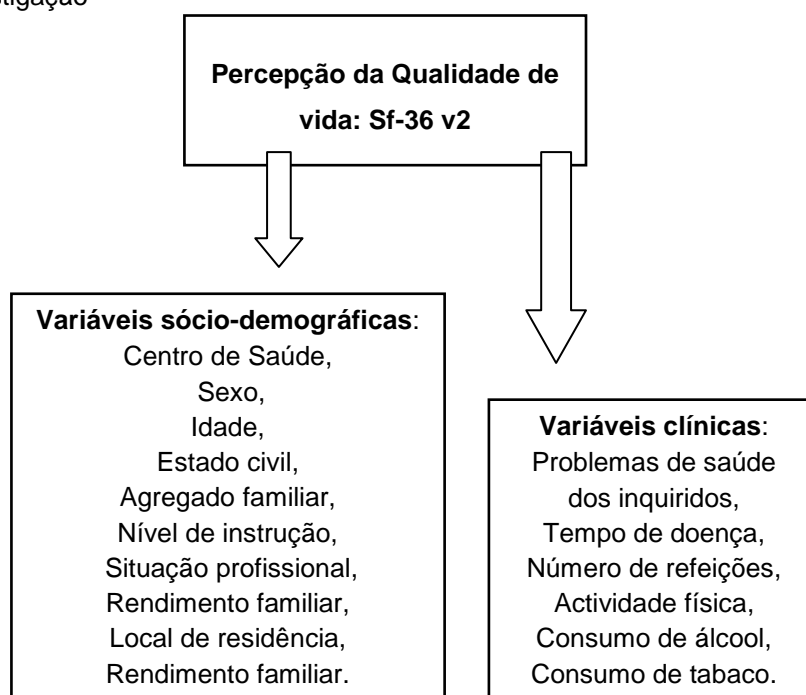 Percepção da Qualidade de
vida: Sf-36 v2
Variáveis sócio-demográficas:
Centro de Saúde,
Sexo,
Idade,
Estado civil,
Agregado familiar,
Nível de instrução,
Situação profissional,
Rendimento familiar,
Local de residência,
Rendimento familiar.
Variáveis clínicas:
Problemas de saúde
dos inquiridos,
Tempo de doença,
Número de refeições,
Actividade física,
Consumo de álcool,
Consumo de tabaco.